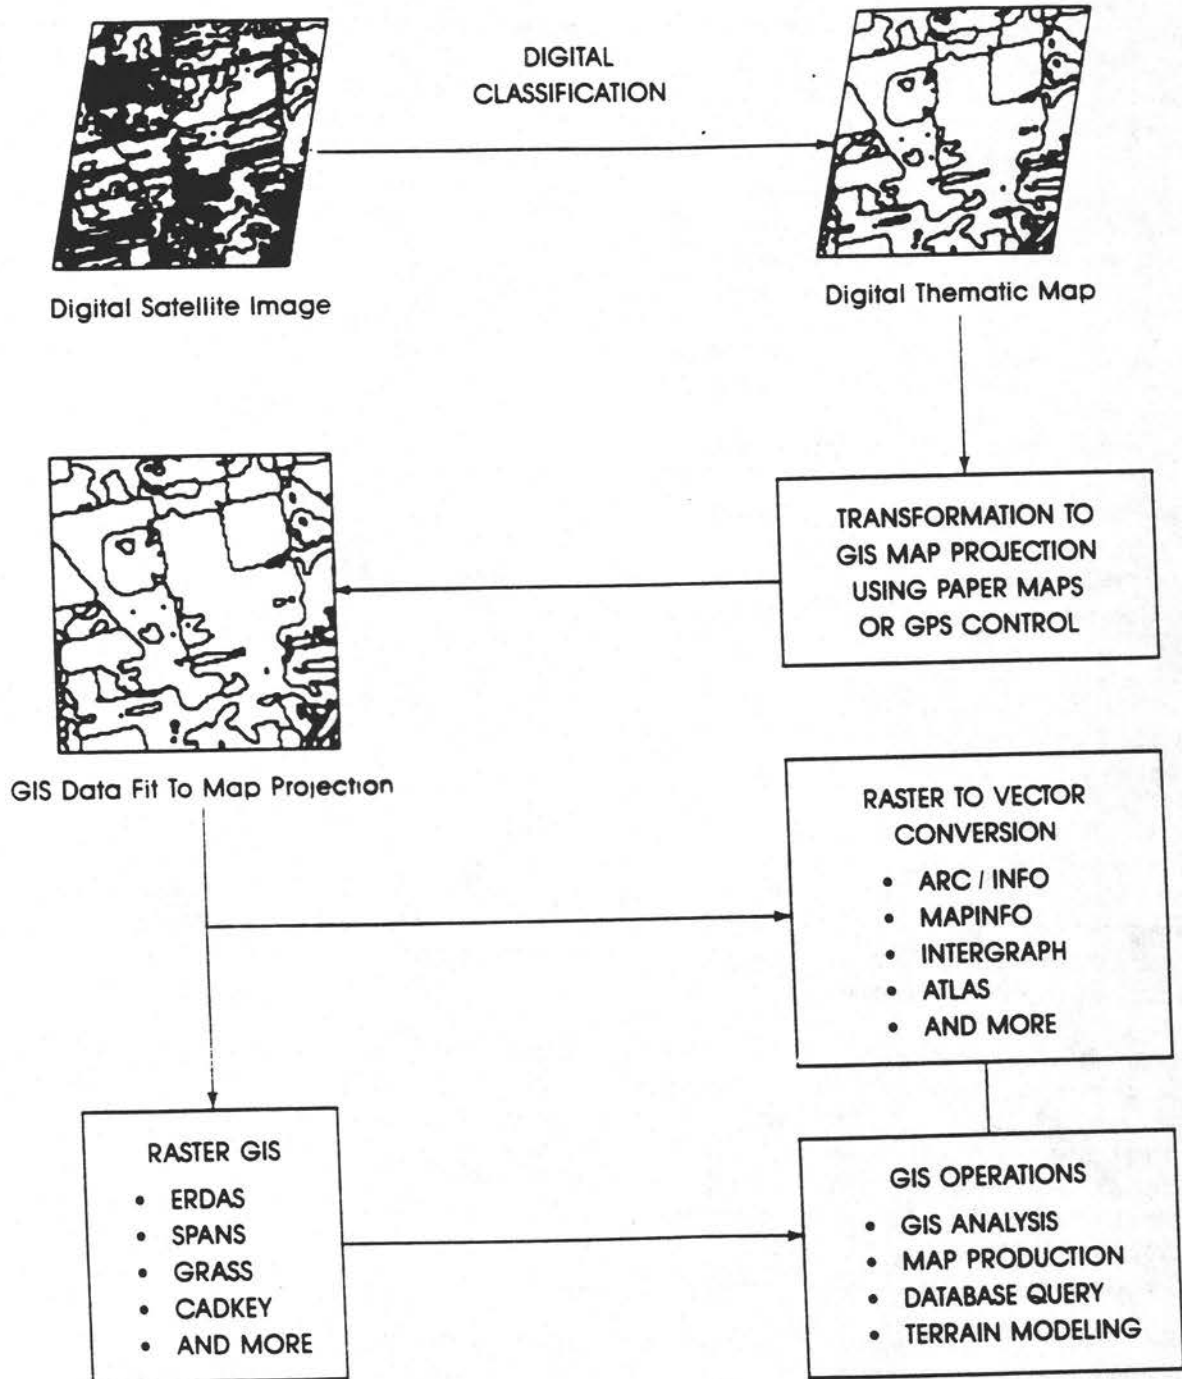 DIGITAL
CLASSIFICATION
Digital Satellite Image
Digital Thematic Map
TRANSFORMATION TO
GIS MAP PROJECTION
USING PAPER MAPS
OR GPS CONTROL
GIS Data Fit To Map Projection
RASTER TO VECTOR
CONVERSION
• ARC / INFO
• MAPINFO
• INTERGRAPH
• ATLAS
• AND MORE
RASTER GIS
• ERDAS
• SPANS
• GRASS
• CADKEY
• AND MORE
GIS OPERATIONS
• GIS ANALYSIS
• MAP PRODUCTION
• DATABASE QUERY
• TERRAIN MODELING